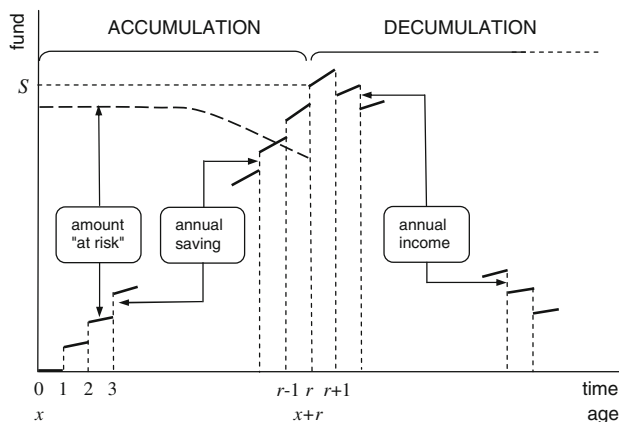 fund
ACCUMULATION DECUMULATION
S
amount
"at risk"
annual
saving
annual
income
0 1 2 3 r-1 r r+1 time
x x+r age